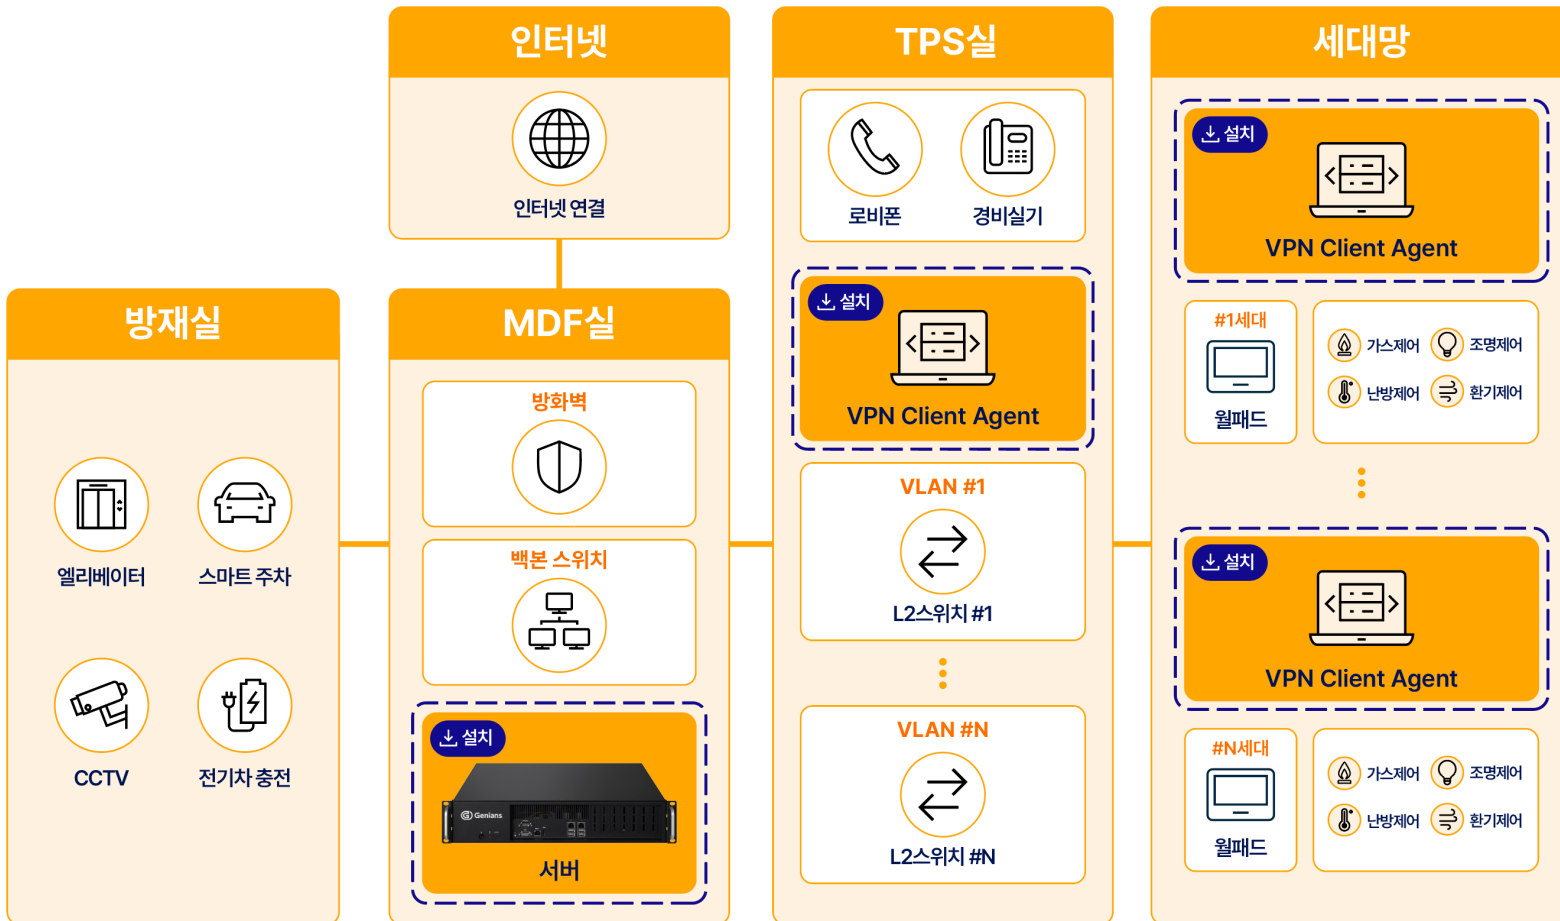 방재실
엘리베이터
스마트 주차
CCTV
전기차 충전
인터넷
인터넷 연결
MDF실
방화벽
백본 스위치
설치
Genians
서버
TPS실
로비폰
경비실기
설치
VPN Client Agent
VLAN #1
L2스위치 #1
VLAN #N
L2스위치 #N
세대망
설치
VPN Client Agent
#1세대
월패드
가스제어
조명제어
난방제어
환기제어
설치
VPN Client Agent
#N세대
월패드
가스제어
조명제어
난방제어
환기제어